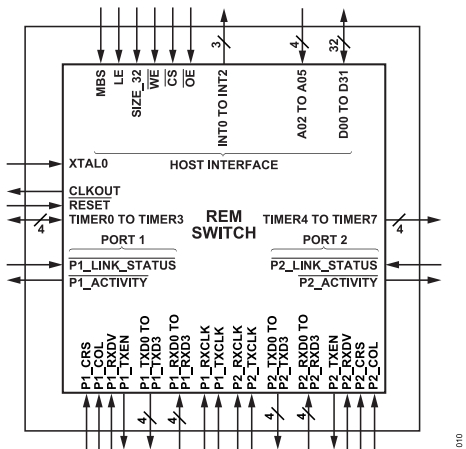 3
4
32
MBS
LE
SIZE_32
WE
CS
OE
INT0 TO INT2
A02 TO A05
D00 TO D31
HOST INTERFACE
XTAL0
CLKOUT
RESET
TIMER0 TO TIMER3
4
REM
SWITCH
TIMER4 TO TIMER7
4
PORT 1
PORT 2
P1_LINK_STATUS
P1_ACTIVITY
P2_LINK_STATUS
P2_ACTIVITY
P1_CRS
P1_COL
P1_RXDV
P1_TXEN
P1_TXD0 TO
P1_TXD3
P1_RXD0 TO
P1_RXD3
P1_RXCLK
P1_TXCLK
P2_RXCLK
P2_TXCLK
P2_TXD0 TO
P2_TXD3
P2_RXD0 TO
P2_RXD3
P2_TXEN
P2_RXDV
P2_CRS
P2_COL
4
4
4
4
010